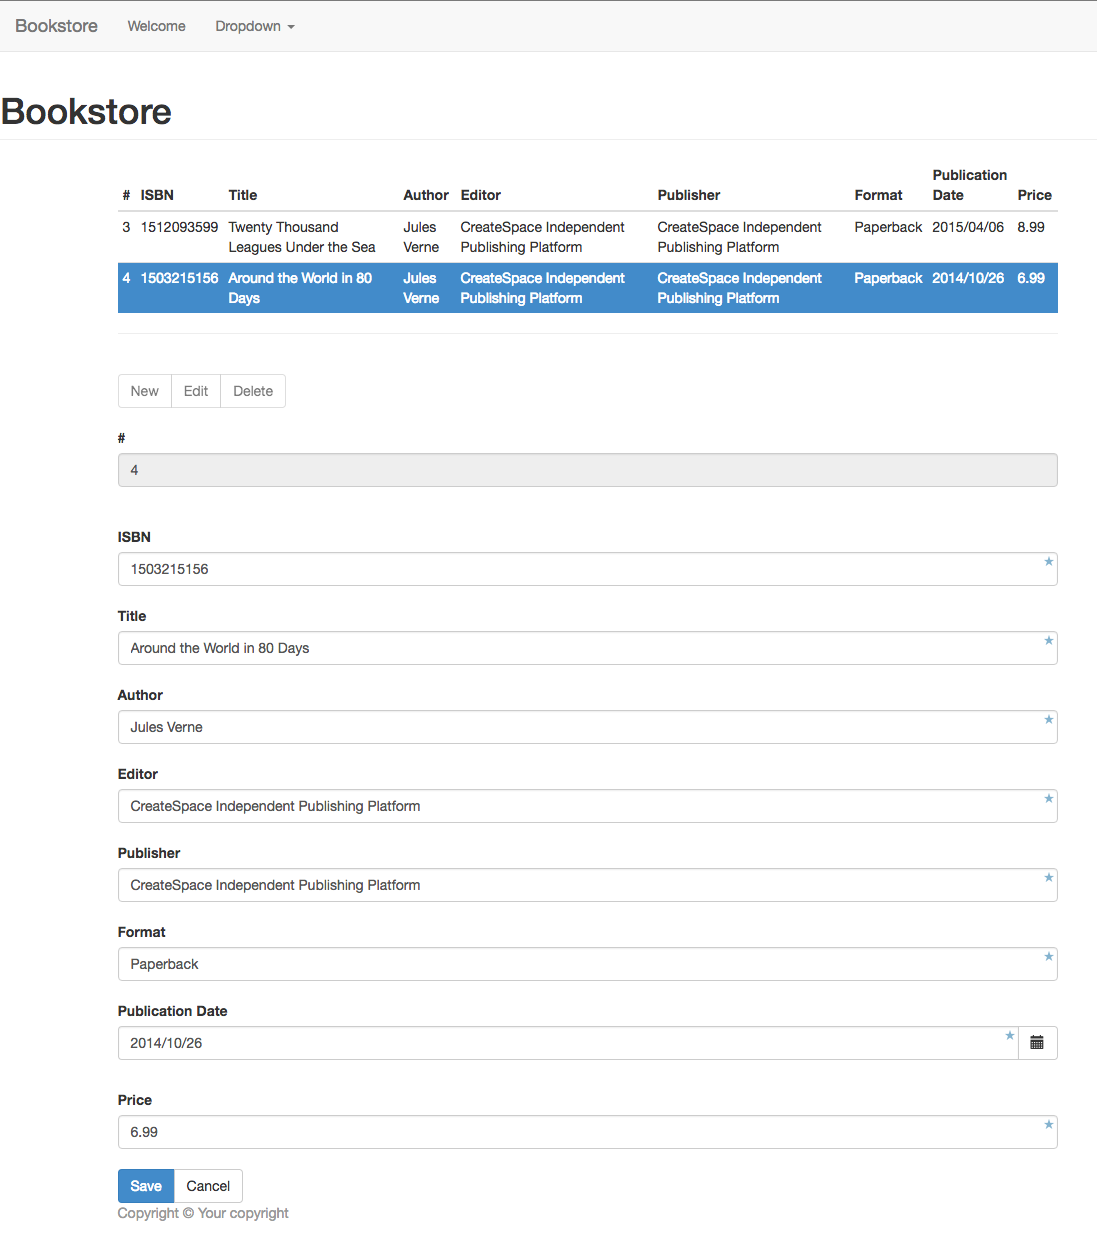 Bookstore Welcome Dropdown
Bookstore
# ISBN Title Author Editor Publisher Format Publication Date Price
3 1512093599 Twenty Thousand Leagues Under the Sea Jules Verne CreateSpace Independent Publishing Platform CreateSpace Independent Publishing Platform Paperback 2015/04/06 8.99
4 1503215156 Around the World in 80 Days Jules Verne CreateSpace Independent Publishing Platform CreateSpace Independent Publishing Platform Paperback 2014/10/26 6.99
New Edit Delete
#
4
ISBN
1503215156
Title
Around the World in 80 Days
Author
Jules Verne
Editor
CreateSpace Independent Publishing Platform
Publisher
CreateSpace Independent Publishing Platform
Format
Paperback
Publication Date
2014/10/26
Price
6.99
Save Cancel
Copyright © Your copyright